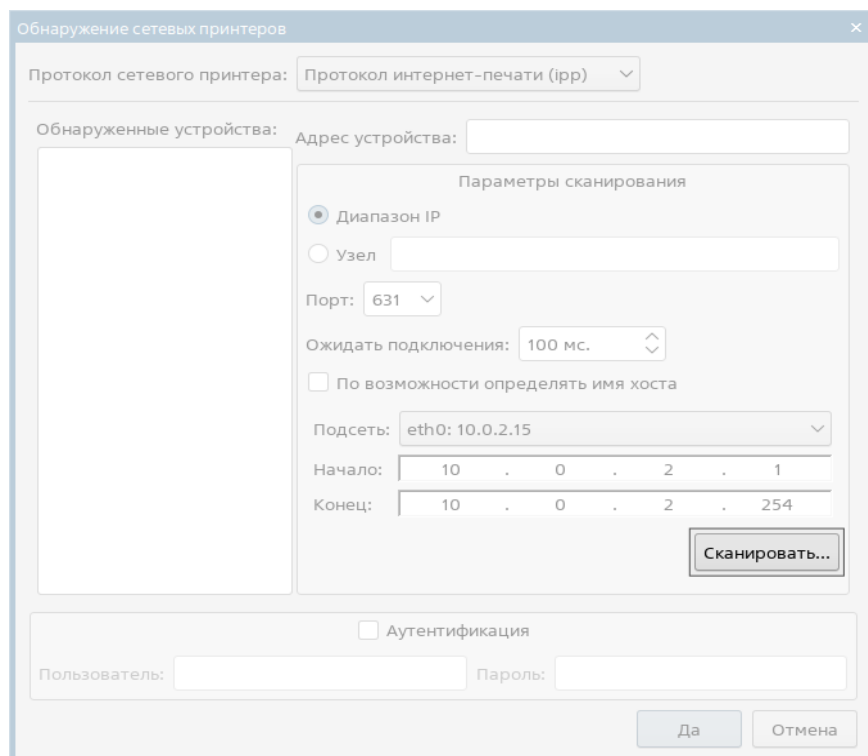 Обнаружение сетевых принтеров
Протокол сетевого принтера: Протокол интернет-печати (ipp)
Обнаруженные устройства:
Адрес устройства:
Параметры сканирования
Диапазон IP
Узел
Порт: 631
Ожидать подключения: 100 мс.
По возможности определять имя хоста
Подсеть: eth0: 10.0.2.15
Начало: 10 . 0 . 2 . 1
Конец: 10 . 0 . 2 . 254
Сканировать...
Аутентификация
Пользователь: Пароль:
Да Отмена